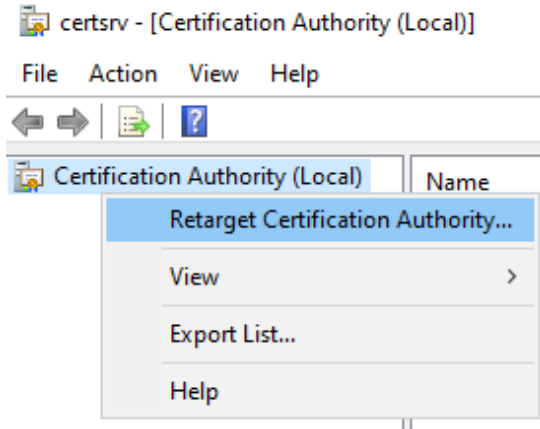 certsrv - [Certification Authority (Local)]
File Action View Help
Certification Authority (Local)
Name
Retarget Certification Authority...
View
Export List...
Help